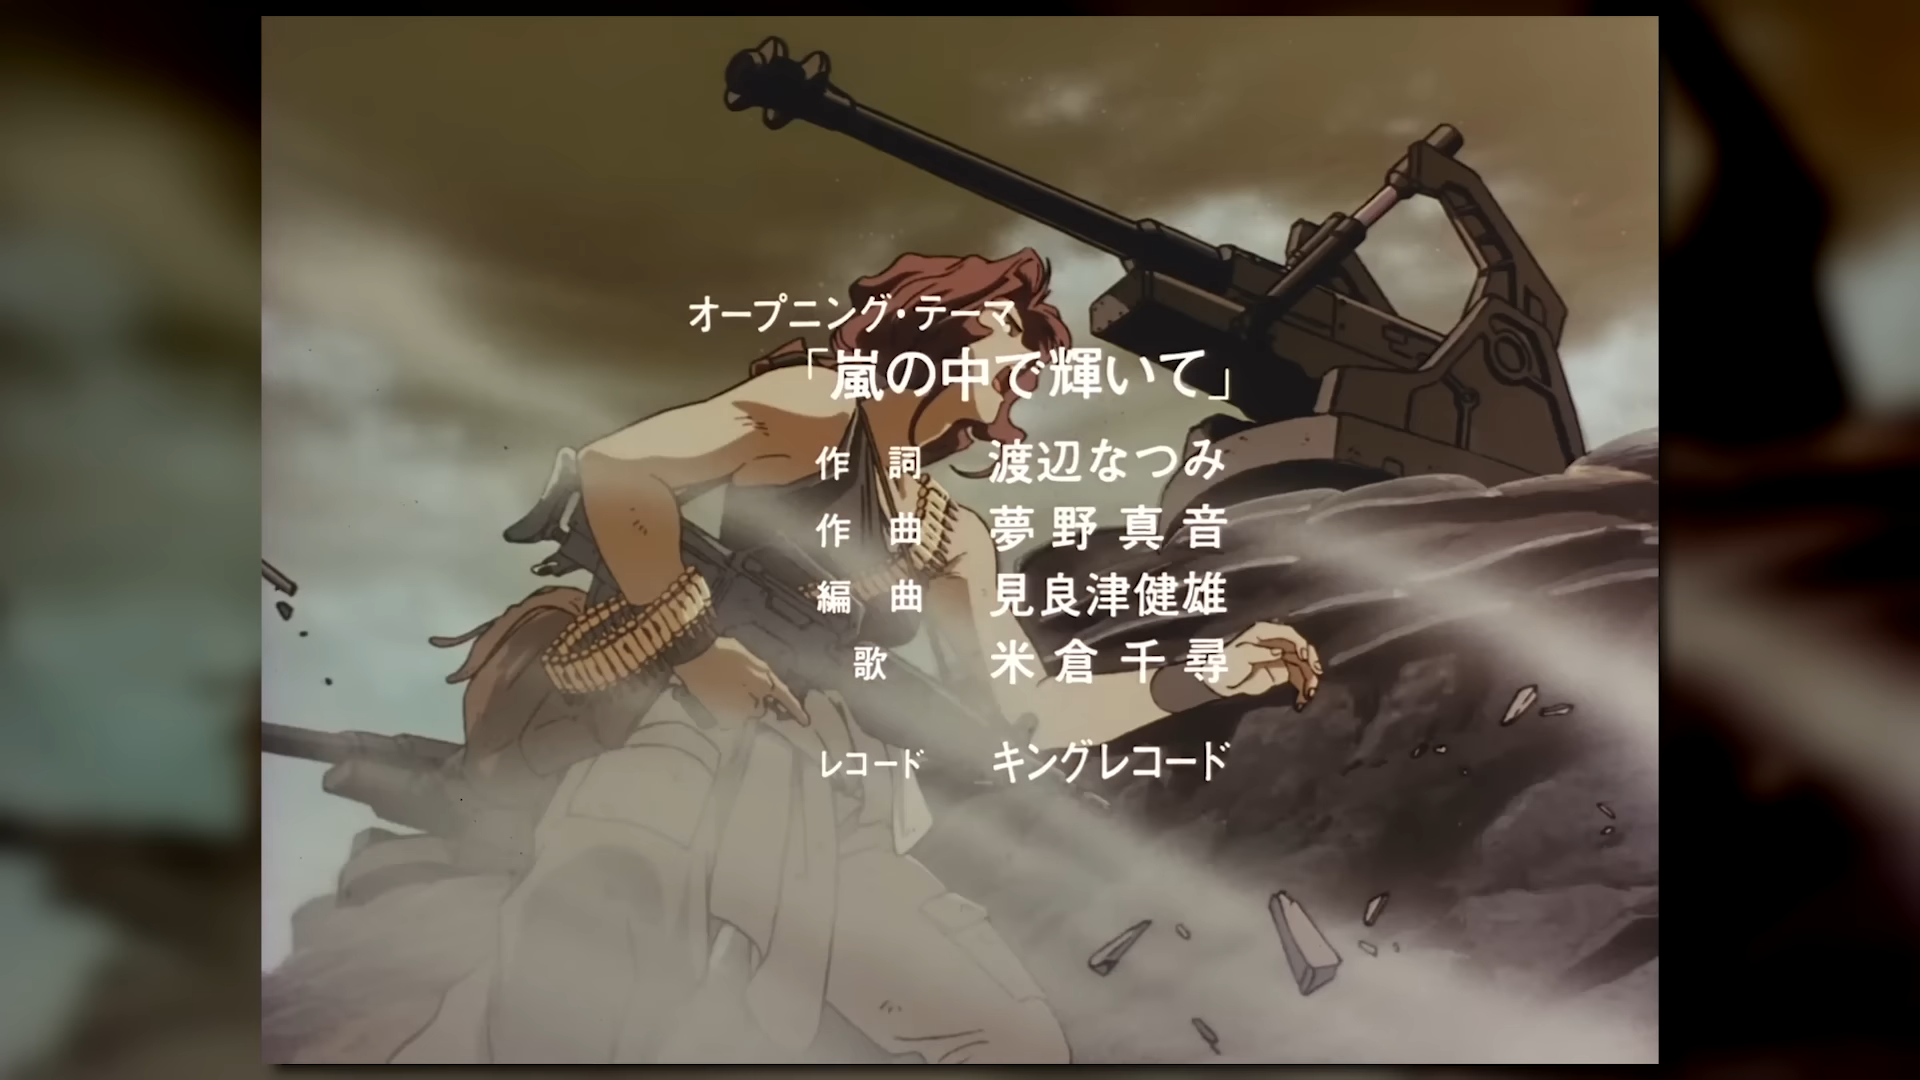 オープニング・テーマ
「嵐の中で輝いて」
作 詞 渡辺なつみ
作 曲 夢野真音
編 曲 見良津健雄
歌 米倉千尋
レコード キングレコード